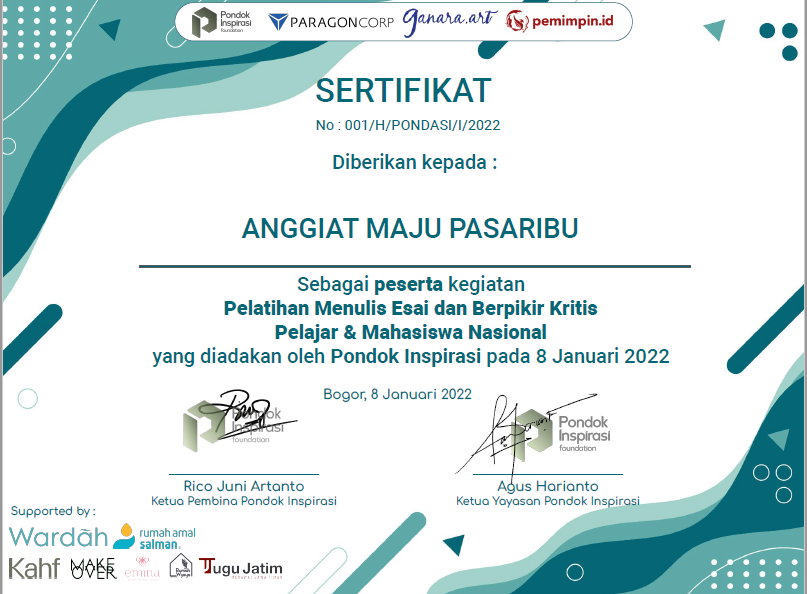 Pondok
Inspirasi
foundation
PARAGONCORP
ganara.art
pemimpin.id
SERTIFIKAT
No : 001/H/PONDASI/I/2022
Diberikan kepada :
ANGGIAT MAJU PASARIBU
Sebagai peserta kegiatan
Pelatihan Menulis Esai dan Berpikir Kritis
Pelajar & Mahasiswa Nasional
yang diadakan oleh Pondok Inspirasi pada 8 Januari 2022
Bogor, 8 Januari 2022
Pondok
Inspirasi
foundation
Pondok
Inspirasi
foundation
Rico Juni Artanto
Ketua Pembina Pondok Inspirasi
Agus Harianto
Ketua Yayasan Pondok Inspirasi
Supported by :
Wardah
rumah amal
salman
Kahf
MAKE
OVER
emina
Tugu Jatim